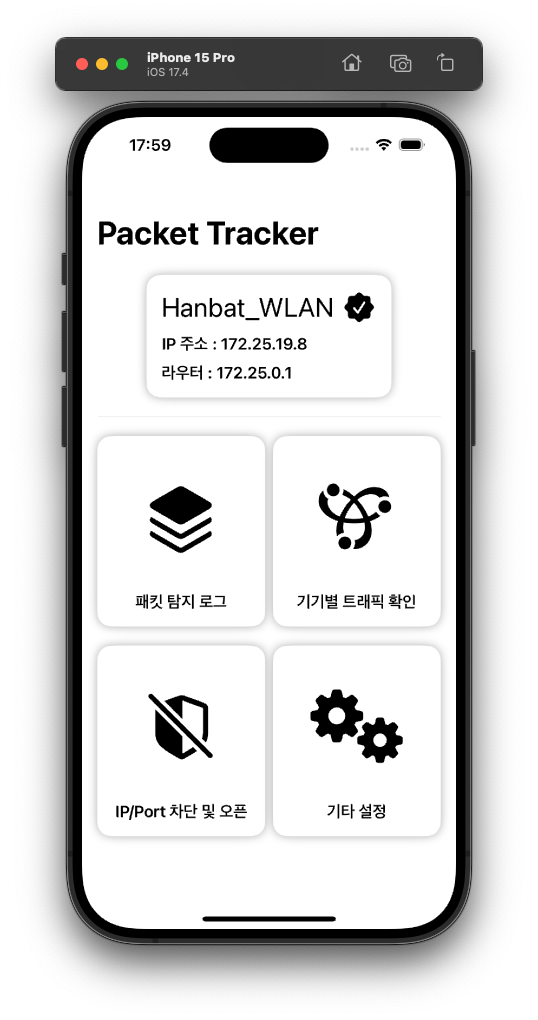 iPhone 15 Pro
iOS 17.4
17:59
Packet Tracker
Hanbat_WLAN
IP 주소 : 172.25.19.8
라우터 : 172.25.0.1
패킷 탐지 로그
기기별 트래픽 확인
IP/Port 차단 및 오픈
기타 설정